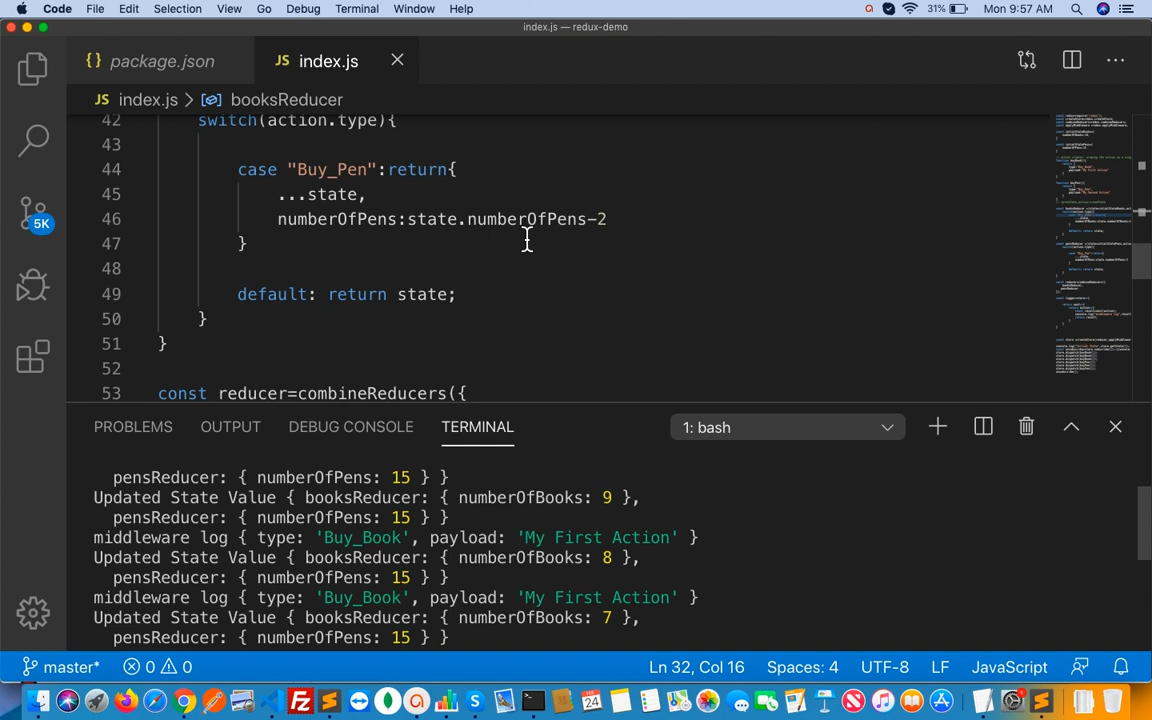 Code File Edit Selection View Go Debug Terminal Window Help 31% Mon 9:57 AM
index.js — redux-demo
{} package.json JS index.js
JS index.js > booksReducer
42 switch(action.type){
43
44 case "Buy_Pen":return{
45 ...state,
46 numberOfPens:state.numberOfPens-2
47 }
48
49 default: return state;
50 }
51 }
52
53 const reducer=combineReducers({
PROBLEMS OUTPUT DEBUG CONSOLE TERMINAL 1: bash
pensReducer: { numberOfPens: 15 } }
Updated State Value { booksReducer: { numberOfBooks: 9 },
pensReducer: { numberOfPens: 15 } }
middleware log { type: 'Buy_Book', payload: 'My First Action' }
Updated State Value { booksReducer: { numberOfBooks: 8 },
pensReducer: { numberOfPens: 15 } }
middleware log { type: 'Buy_Book', payload: 'My First Action' }
Updated State Value { booksReducer: { numberOfBooks: 7 },
pensReducer: { numberOfPens: 15 } }
5K
master* 0 0 Ln 32, Col 16 Spaces: 4 UTF-8 LF JavaScript